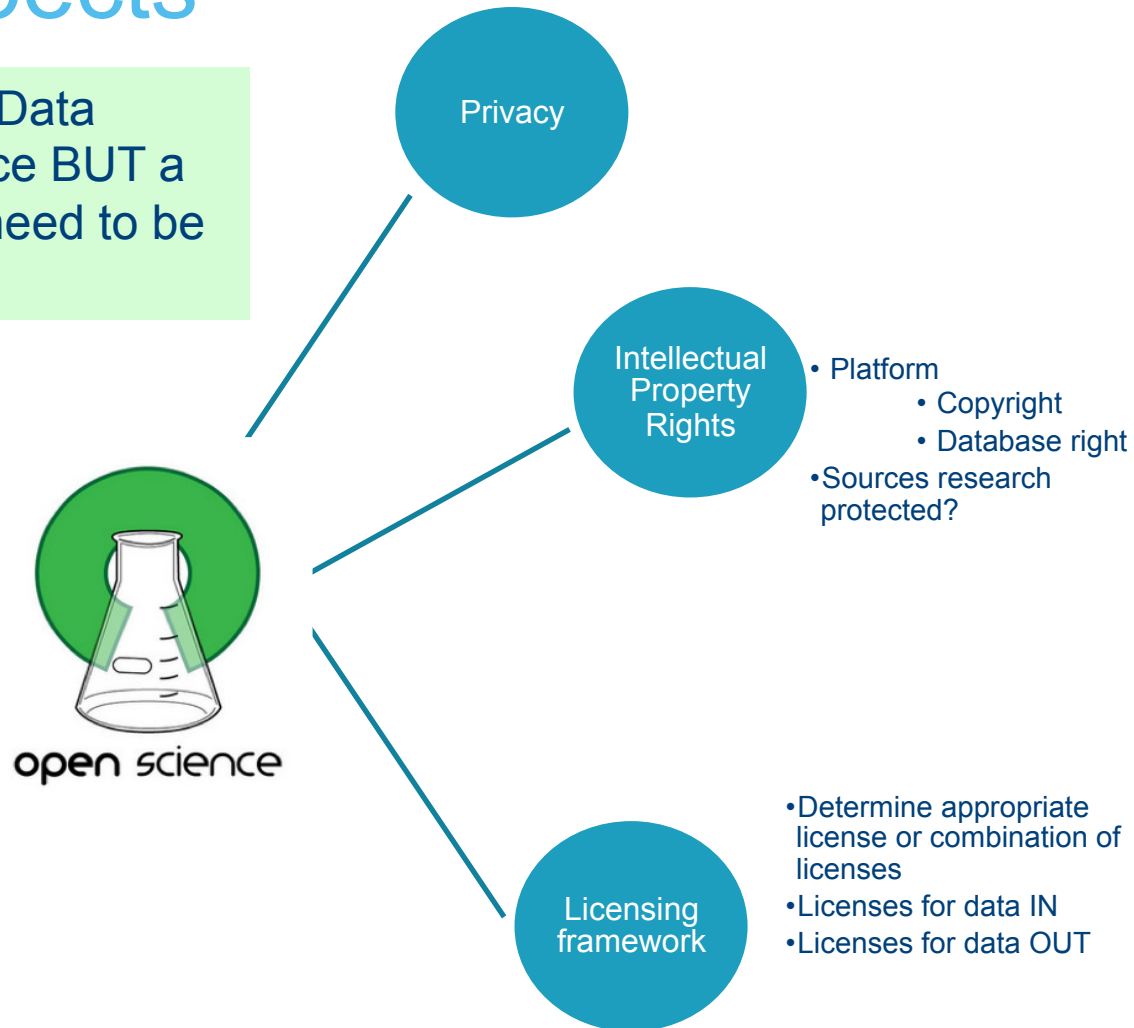 Data
BUT a
need to be
Privacy
Intellectual
Property
Rights
• Platform
• Copyright
• Database right
•Sources research
protected?
open science
•Determine appropriate
license or combination of
licenses
•Licenses for data IN
•Licenses for data OUT
Licensing
framework